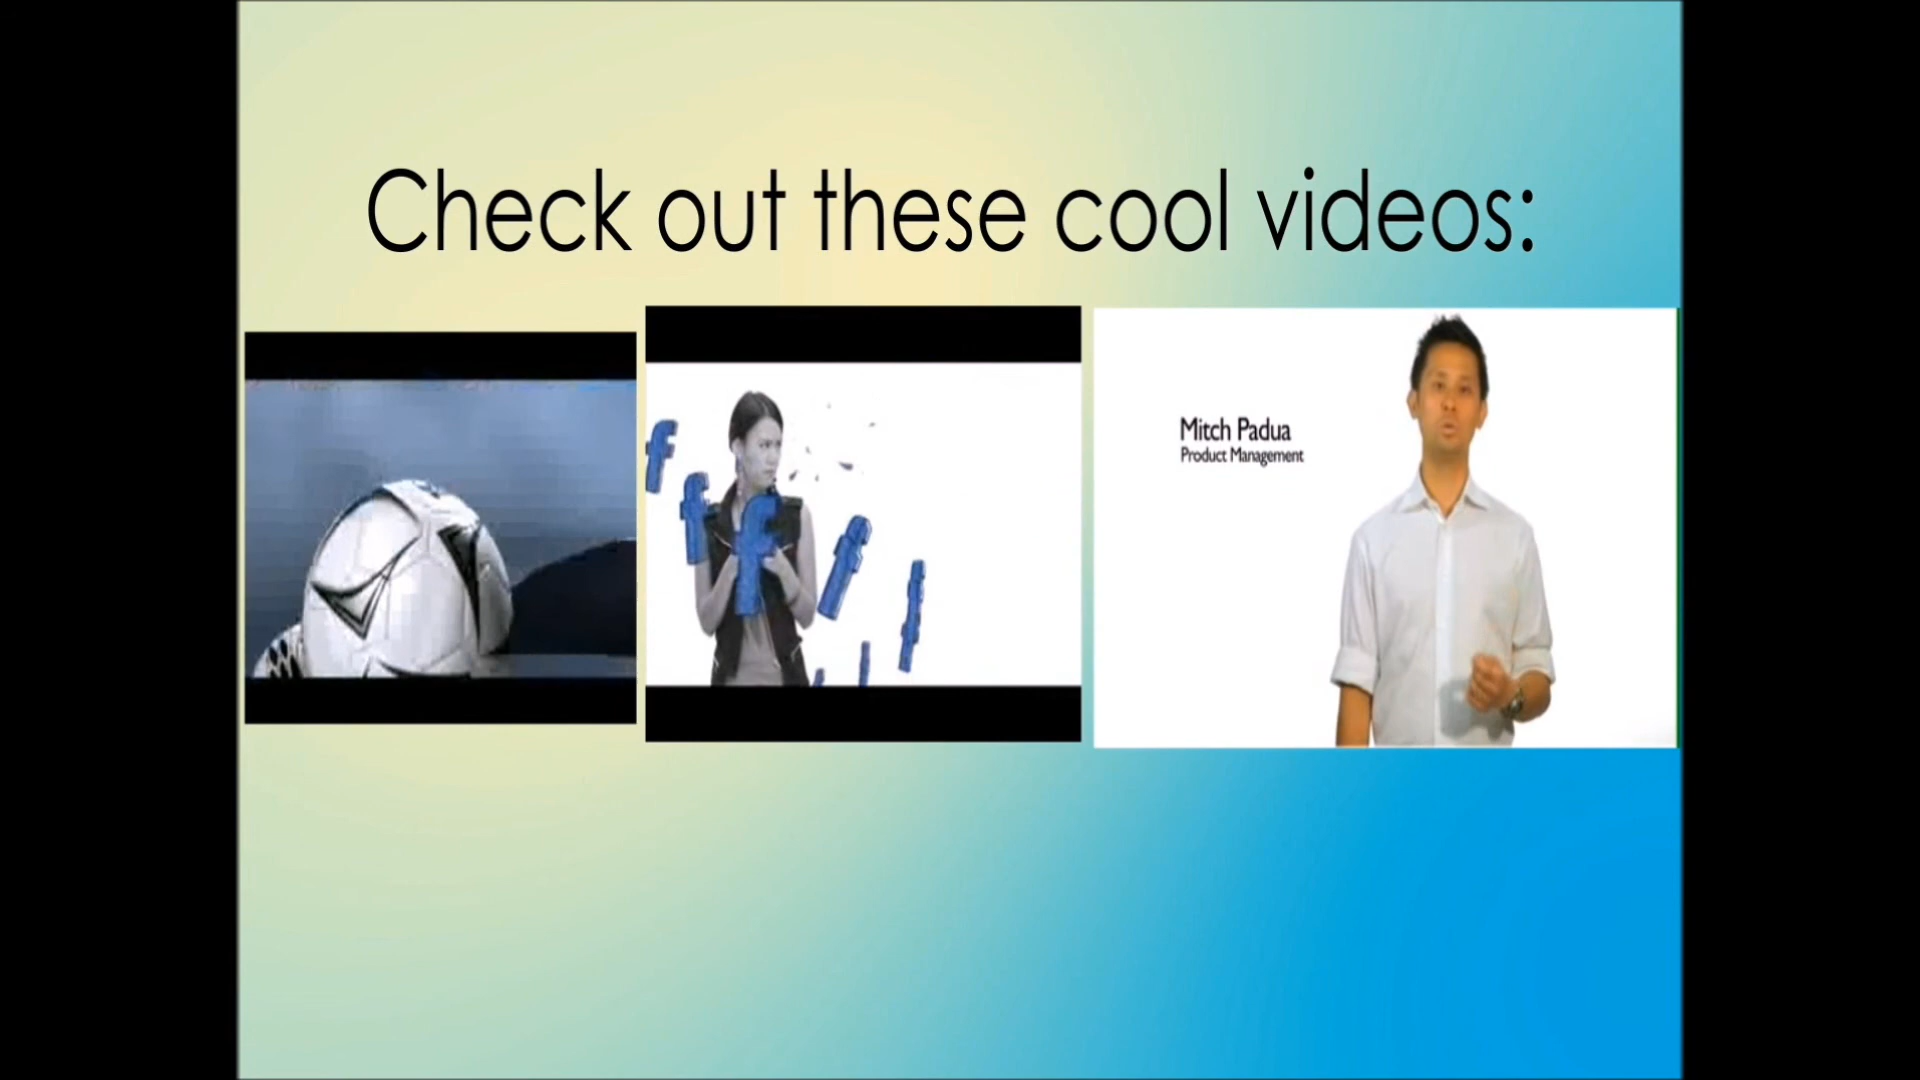 Check out these cool videos:
f
f
f
f
Mitch Padua
Product Management